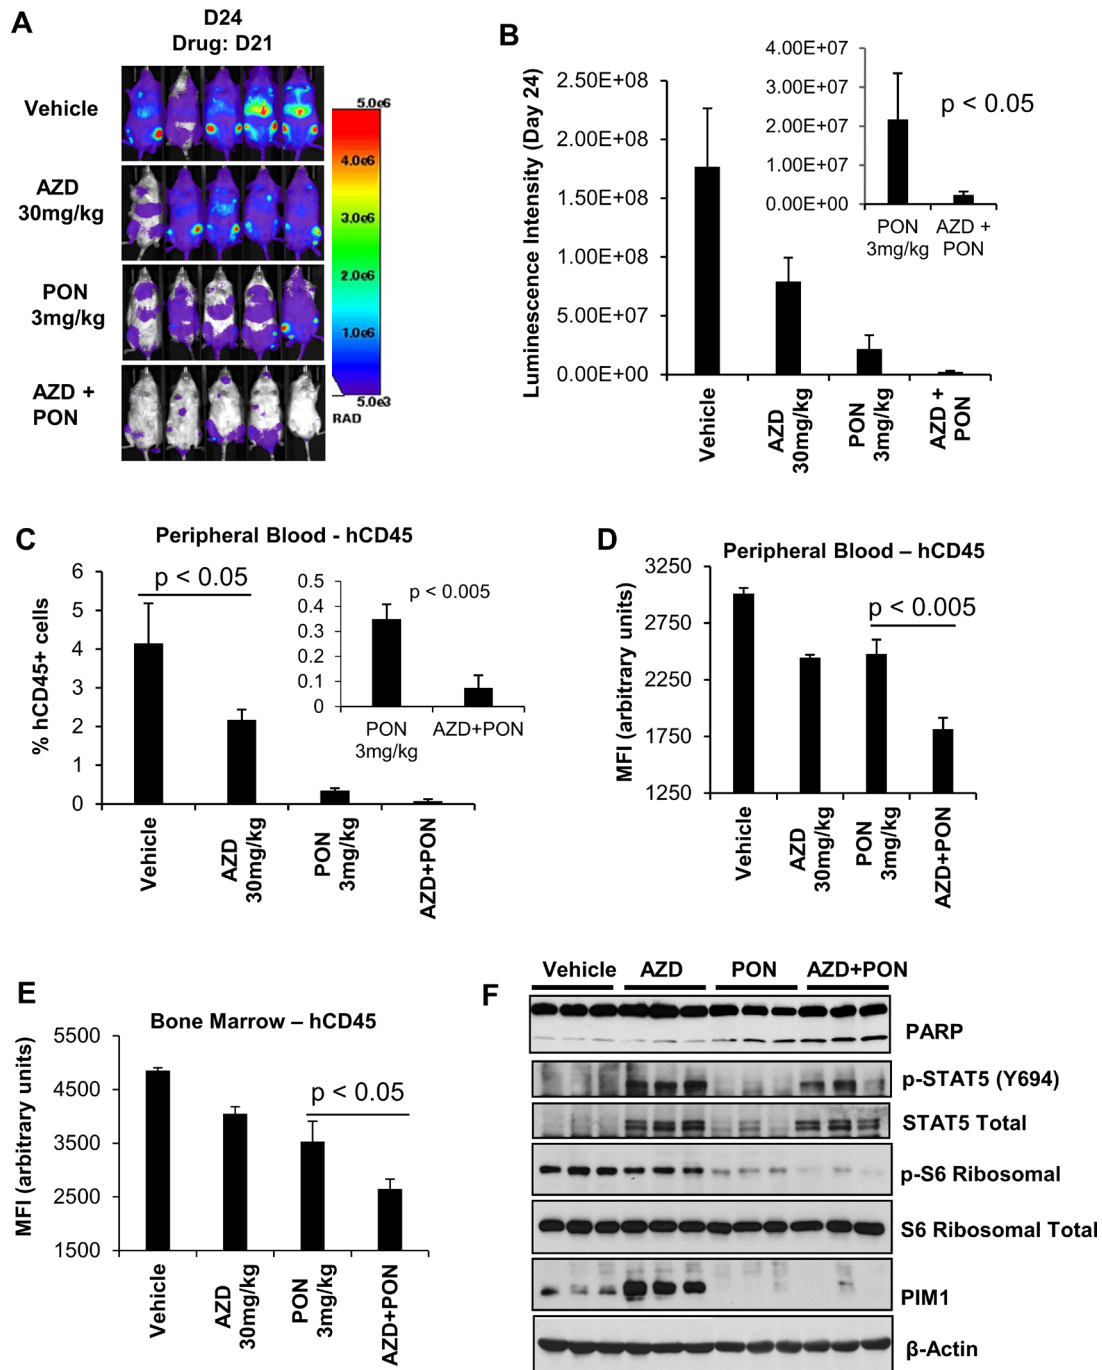 A
D24
Drug: D21
Vehicle
AZD
30mg/kg
PON
3mg/kg
AZD +
PON
5.0e6
4.0e6
3.0e6
2.0e6
1.0e6
5.0e3
RAD
B
Luminescence Intensity (Day 24)
2.50E+08
2.00E+08
1.50E+08
1.00E+08
5.00E+07
0.00E+00
Vehicle
AZD
30mg/kg
PON
3mg/kg
AZD +
PON
4.00E+07
3.00E+07
2.00E+07
1.00E+07
0.00E+00
p < 0.05
PON
3mg/kg
AZD +
PON
C
Peripheral Blood - hCD45
% hCD45+ cells
6
5
4
3
2
1
0
p < 0.05
Vehicle
AZD
30mg/kg
PON
3mg/kg
AZD+PON
0.5
0.4
0.3
0.2
0.1
0
p < 0.005
PON
3mg/kg
AZD+PON
D
Peripheral Blood – hCD45
MFI (arbitrary units)
3250
2750
2250
1750
1250
p < 0.005
Vehicle
AZD
30mg/kg
PON
3mg/kg
AZD+PON
E
Bone Marrow – hCD45
MFI (arbitrary units)
5500
4500
3500
2500
1500
p < 0.05
Vehicle
AZD
30mg/kg
PON
3mg/kg
AZD+PON
F
Vehicle AZD PON AZD+PON
PARP
p-STAT5 (Y694)
STAT5 Total
p-S6 Ribosomal
S6 Ribosomal Total
PIM1
β-Actin